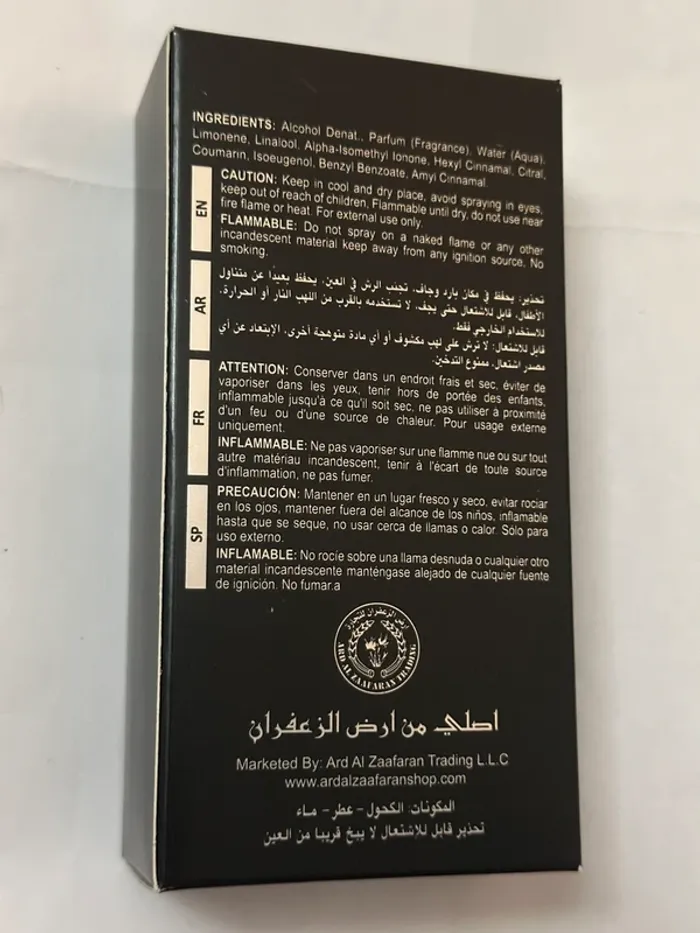 INGREDIENTS: Alcohol Denat., Parfum (Fragrance), Water (Aqua),
Limonene, Linalool, Alpha-Isomethyl Ionone, Hexyl Cinnamal, Citral,
Coumarin, Isoeugenol, Benzyl Benzoate, Amyl Cinnamal.
EN
CAUTION: Keep in cool and dry place, avoid spraying in eyes,
keep out of reach of children, Flammable until dry, do not use near
fire flame or heat. For external use only.
FLAMMABLE: Do not spray on a naked flame or any other
incandescent material keep away from any ignition source, No
smoking.
AR
تحذير: يحفظ في مكان بارد وجاف، تجنب الرش في العين، يحفظ بعيدًا عن متناول
الأطفال، قابل للاشتعال حتى يجف، لا تستخدمه بالقرب من اللهب النار أو الحرارة.
للاستخدام الخارجي فقط.
قابل للاشتعال: لا ترش على لهب مكشوف أو أي مادة متوهجة أخرى، الإبتعاد عن أي
مصدر اشتعال، ممنوع التدخين.
FR
ATTENTION: Conserver dans un endroit frais et sec, éviter de
vaporiser dans les yeux, tenir hors de portée des enfants,
inflammable jusqu'à ce qu'il soit sec, ne pas utiliser à proximité
d'un feu ou d'une source de chaleur. Pour usage externe
uniquement.
INFLAMMABLE: Ne pas vaporiser sur une flamme nue ou sur tout
autre matériau incandescent, tenir à l'écart de toute source
d'inflammation, ne pas fumer.
SP
PRECAUCIÓN: Mantener en un lugar fresco y seco, evitar rociar
en los ojos, mantener fuera del alcance de los niños, inflamable
hasta que se seque, no usar cerca de llamas o calor. Sólo para
uso externo.
INFLAMABLE: No rocíe sobre una llama desnuda o cualquier otro
material incandescente manténgase alejado de cualquier fuente
de ignición. No fumar.a
ارض الزعفران للتجارة
ARD AL ZAAFARAN TRADING
اصلي من ارض الزعفران
Marketed By: Ard Al Zaafaran Trading L.L.C
www.ardalzaafaranshop.com
المكونات: الكحول - عطر - ماء
تحذير قابل للاشتعال لا يبخ قريبا من العين